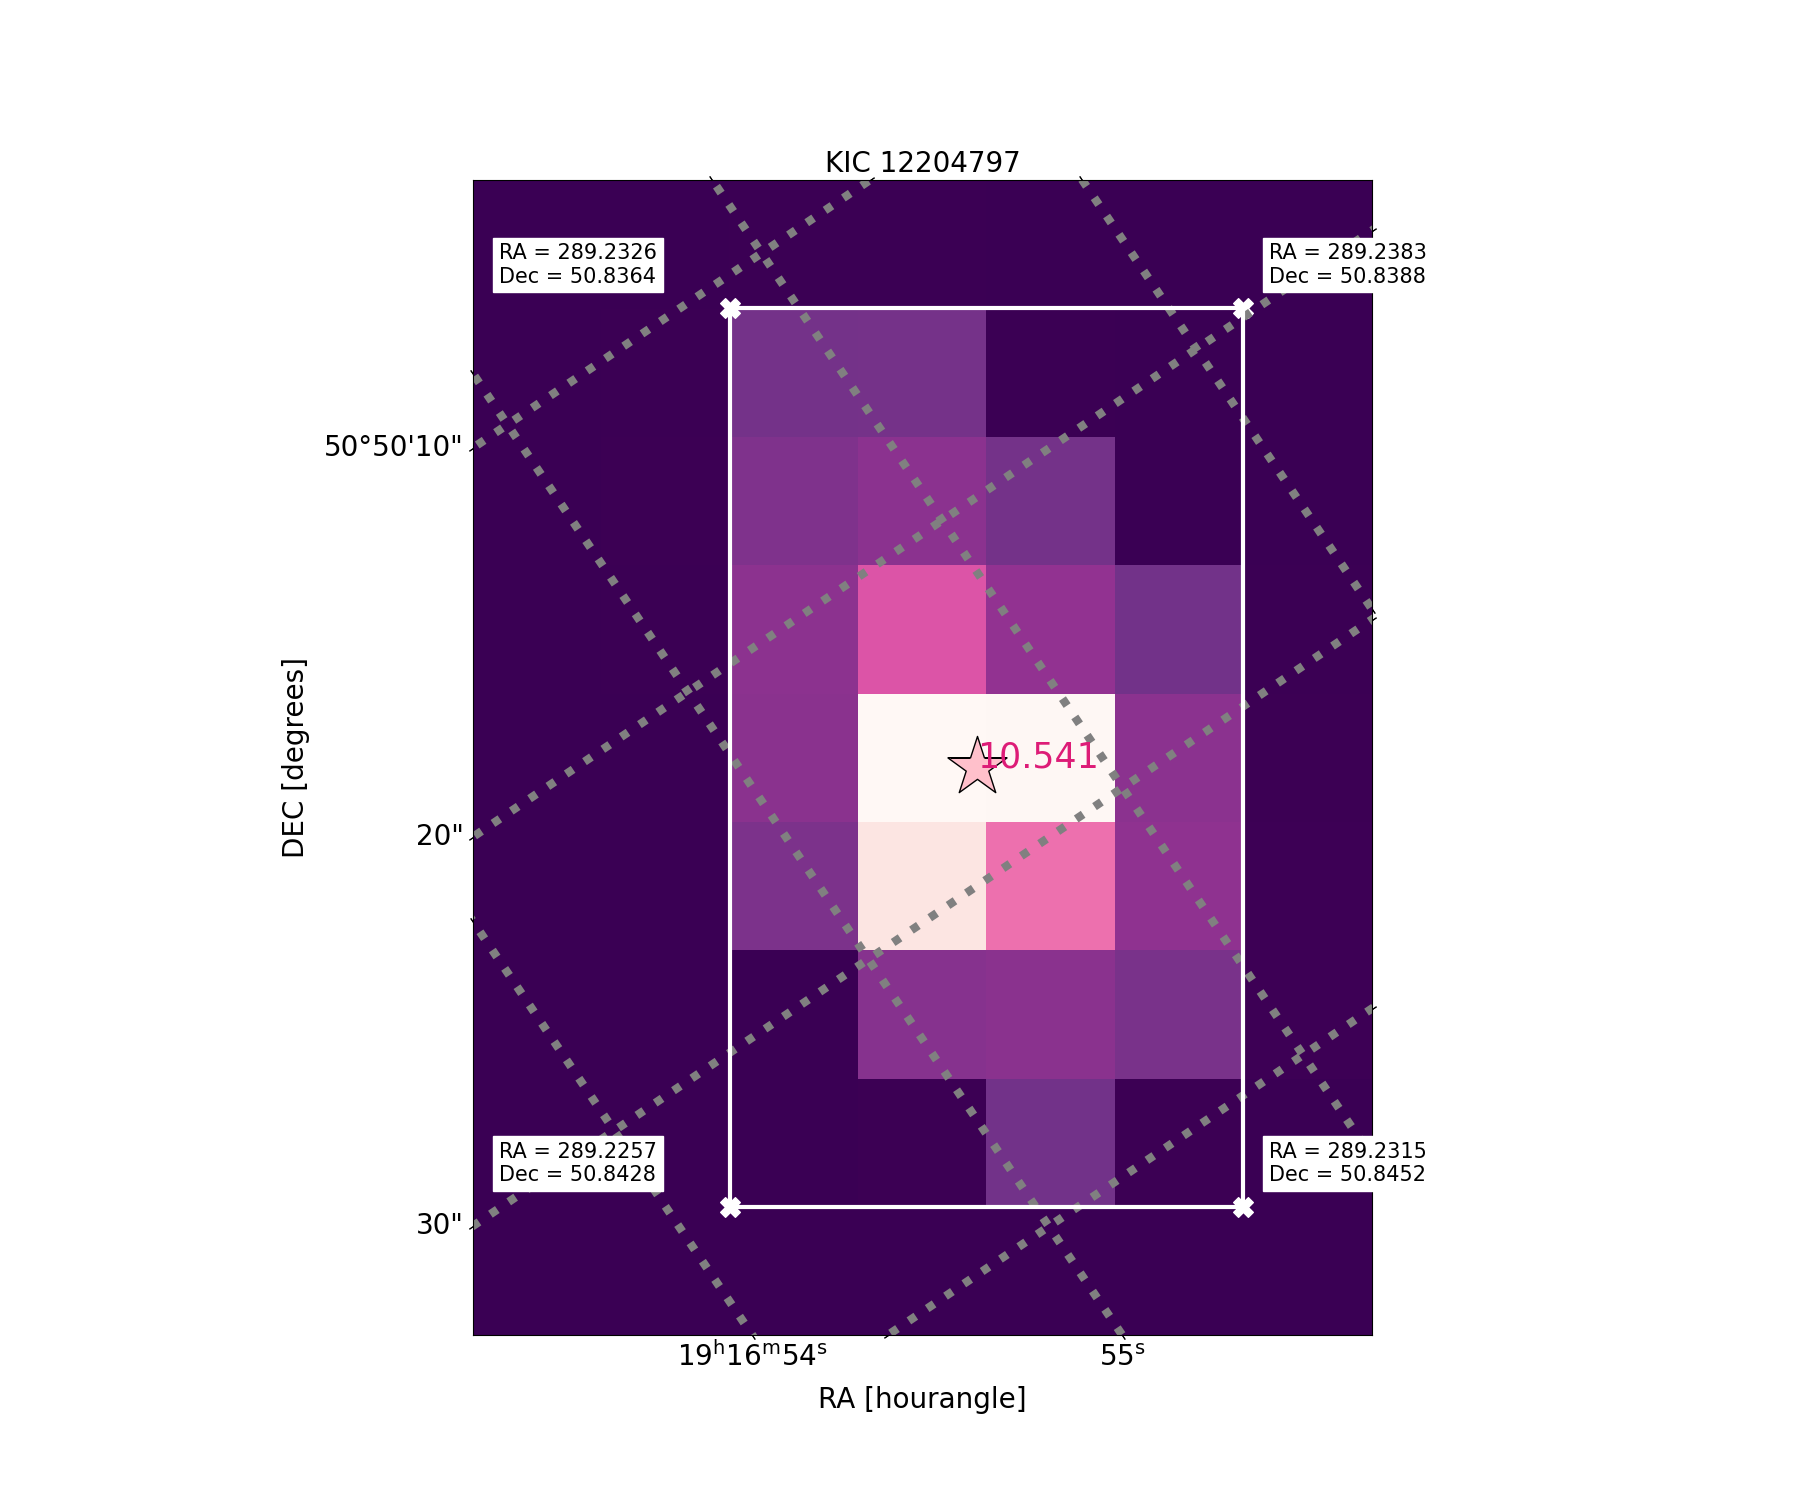 KIC 12204797
RA = 289.2326
Dec = 50.8364
RA = 289.2383
Dec = 50.8388
50°50'10"
10.541
DEC [degrees]
20"
RA = 289.2257
Dec = 50.8428
RA = 289.2315
Dec = 50.8452
30"
19ʰ16ᵐ54ˢ
55ˢ
RA [hourangle]